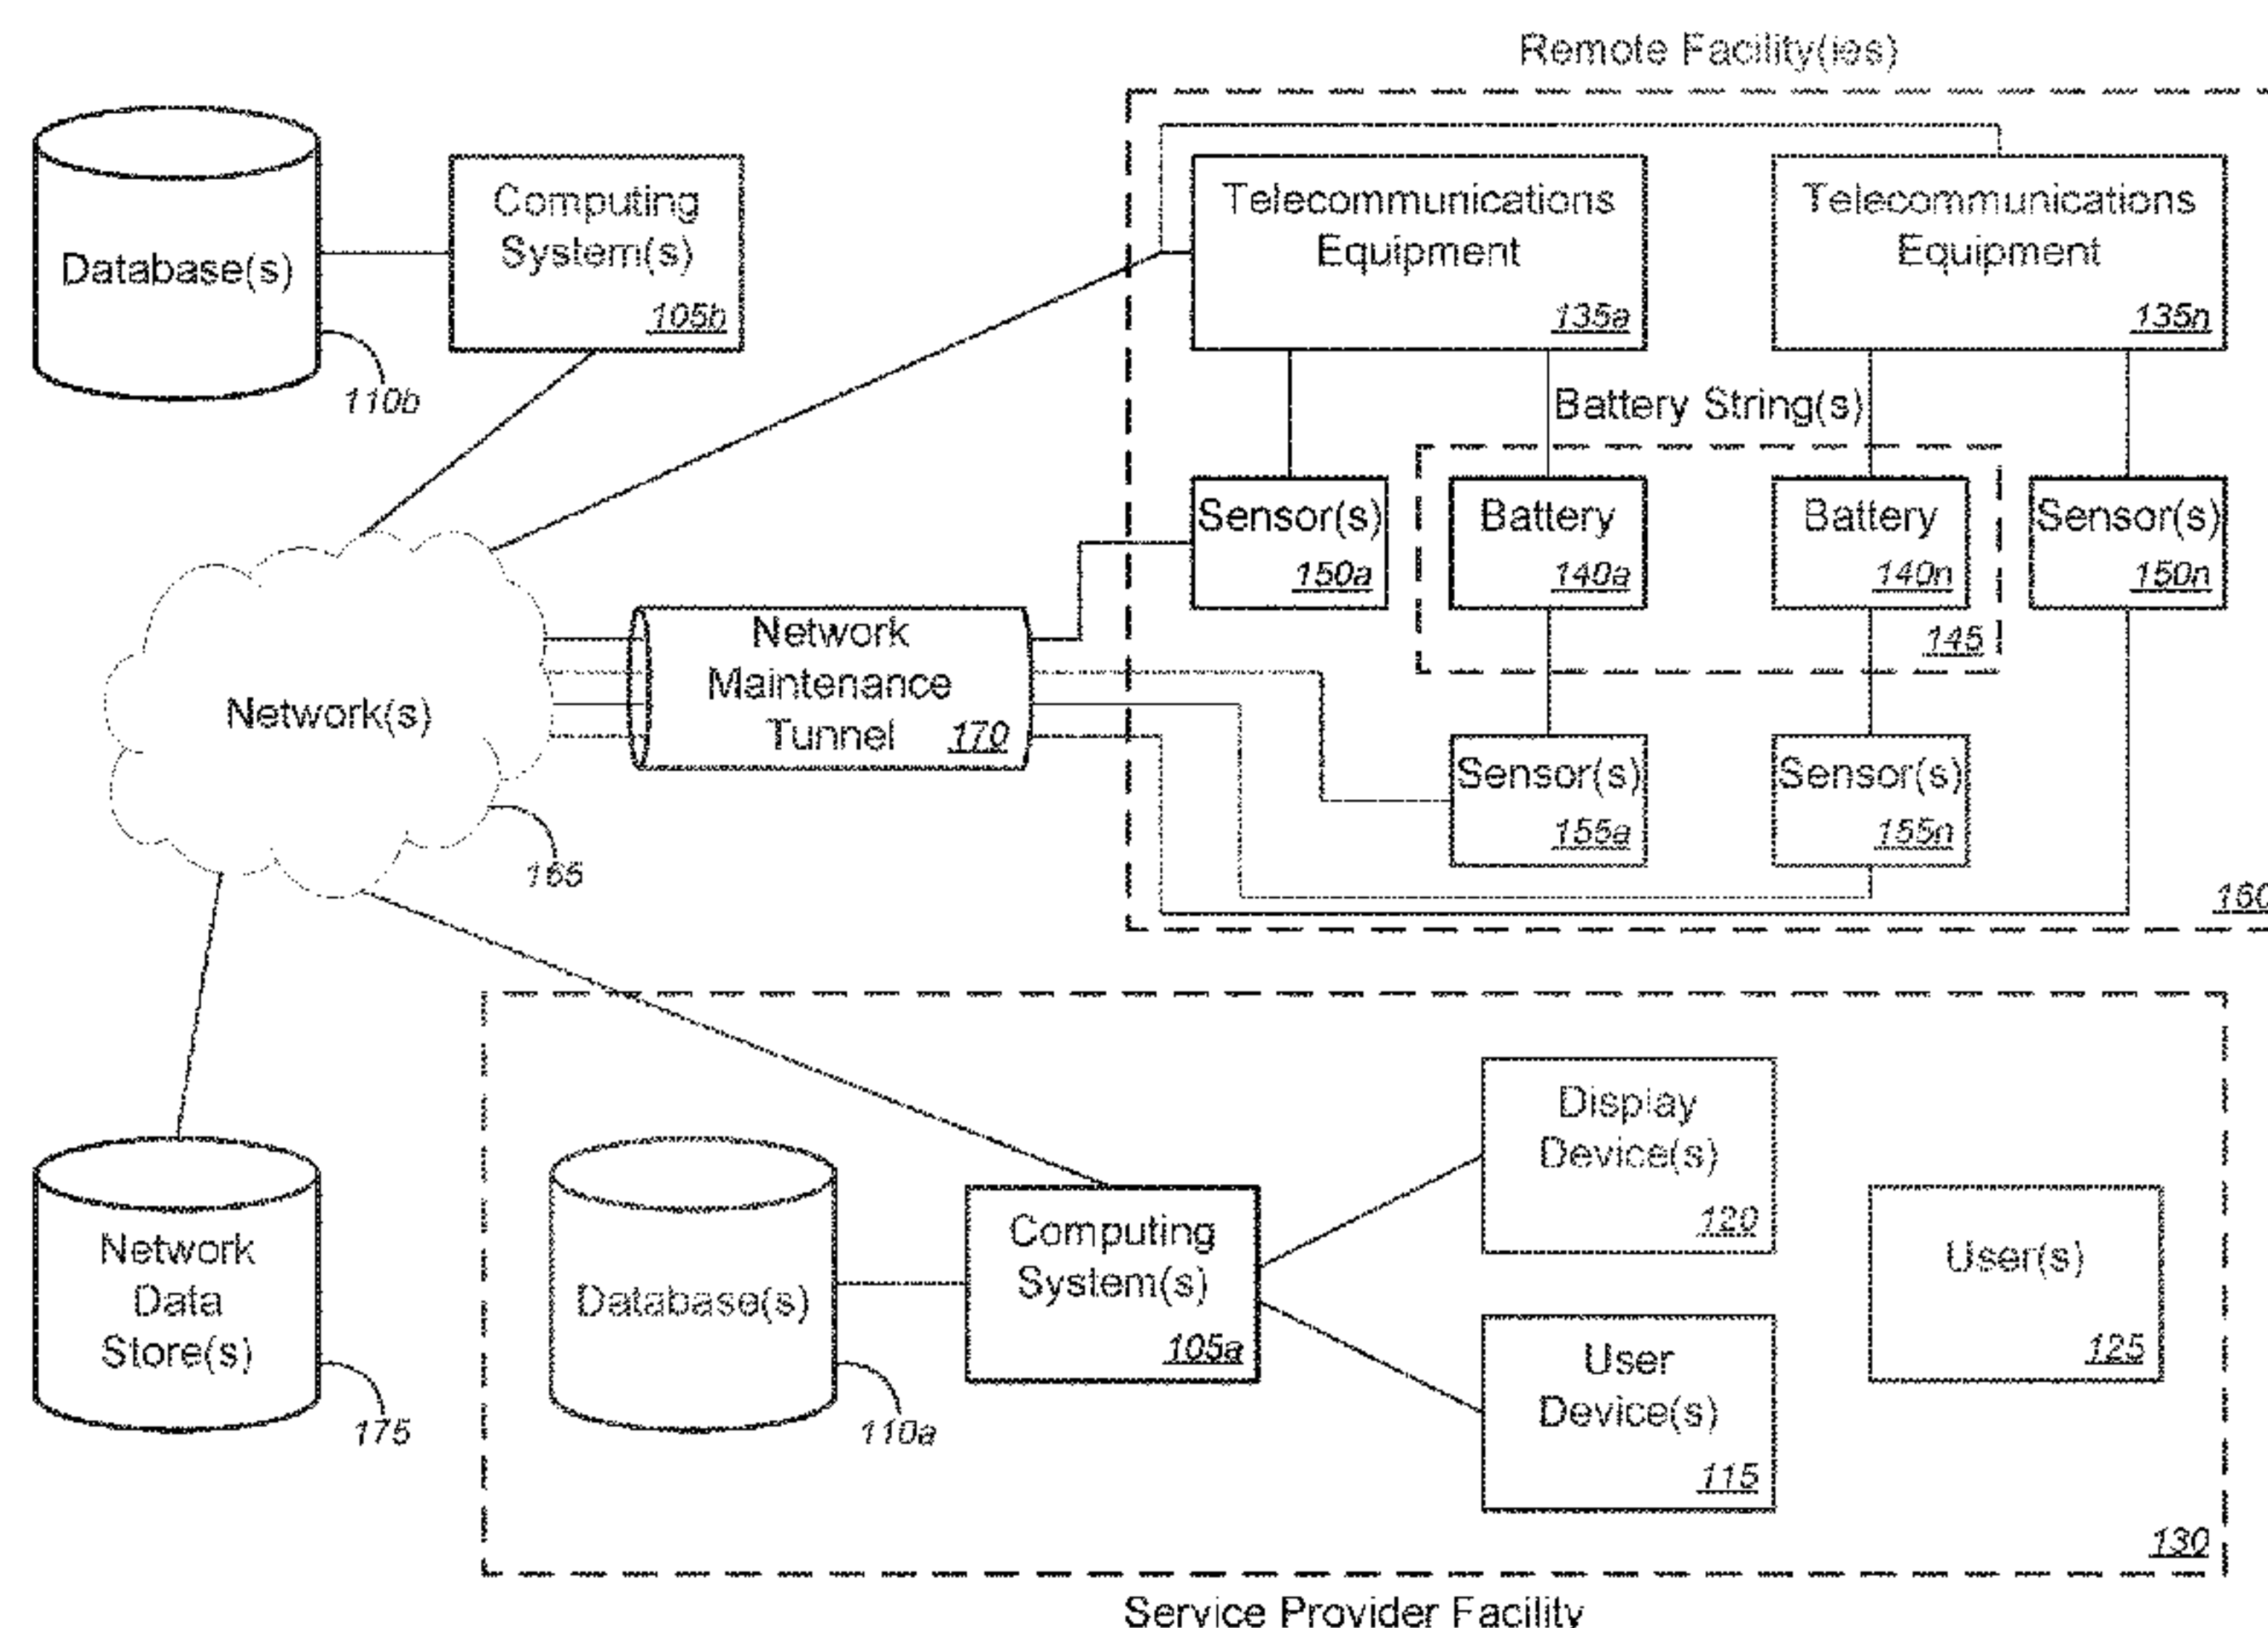 Remote Facility(ies)
Database(s)
110b
Computing
System(s)
105b
Telecommunications
Equipment
135a
Telecommunications
Equipment
135n
Battery String(s)
Sensor(s)
150a
Battery
140a
Battery
140n
145
Sensor(s)
150n
Network(s)
165
Network
Maintenance
Tunnel 170
Sensor(s)
155a
Sensor(s)
155n
160
Network
Data
Store(s)
175
Database(s)
110a
Computing
System(s)
105a
Display
Device(s)
120
User
Device(s)
115
User(s)
125
130
Service Provider Facility